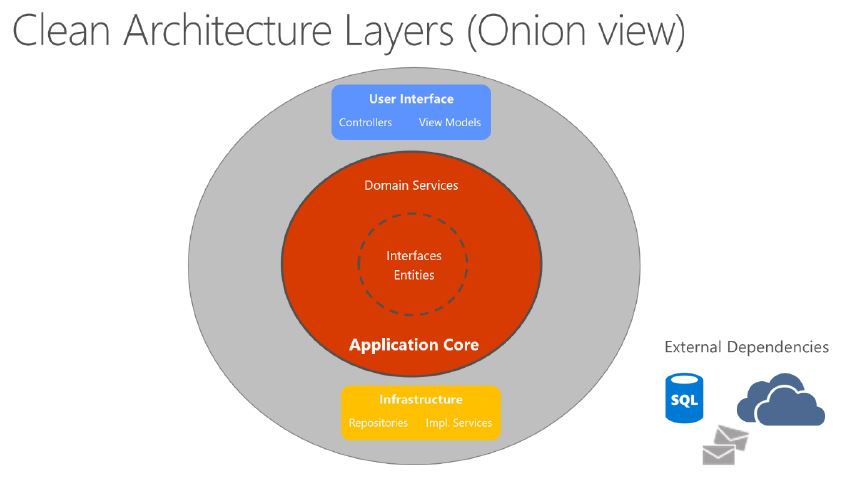 Clean Architecture Layers (Onion view)
User Interface
Controllers View Models
Domain Services
Interfaces
Entities
Application Core
Infrastructure
Repositories Impl. Services
External Dependencies
SQL